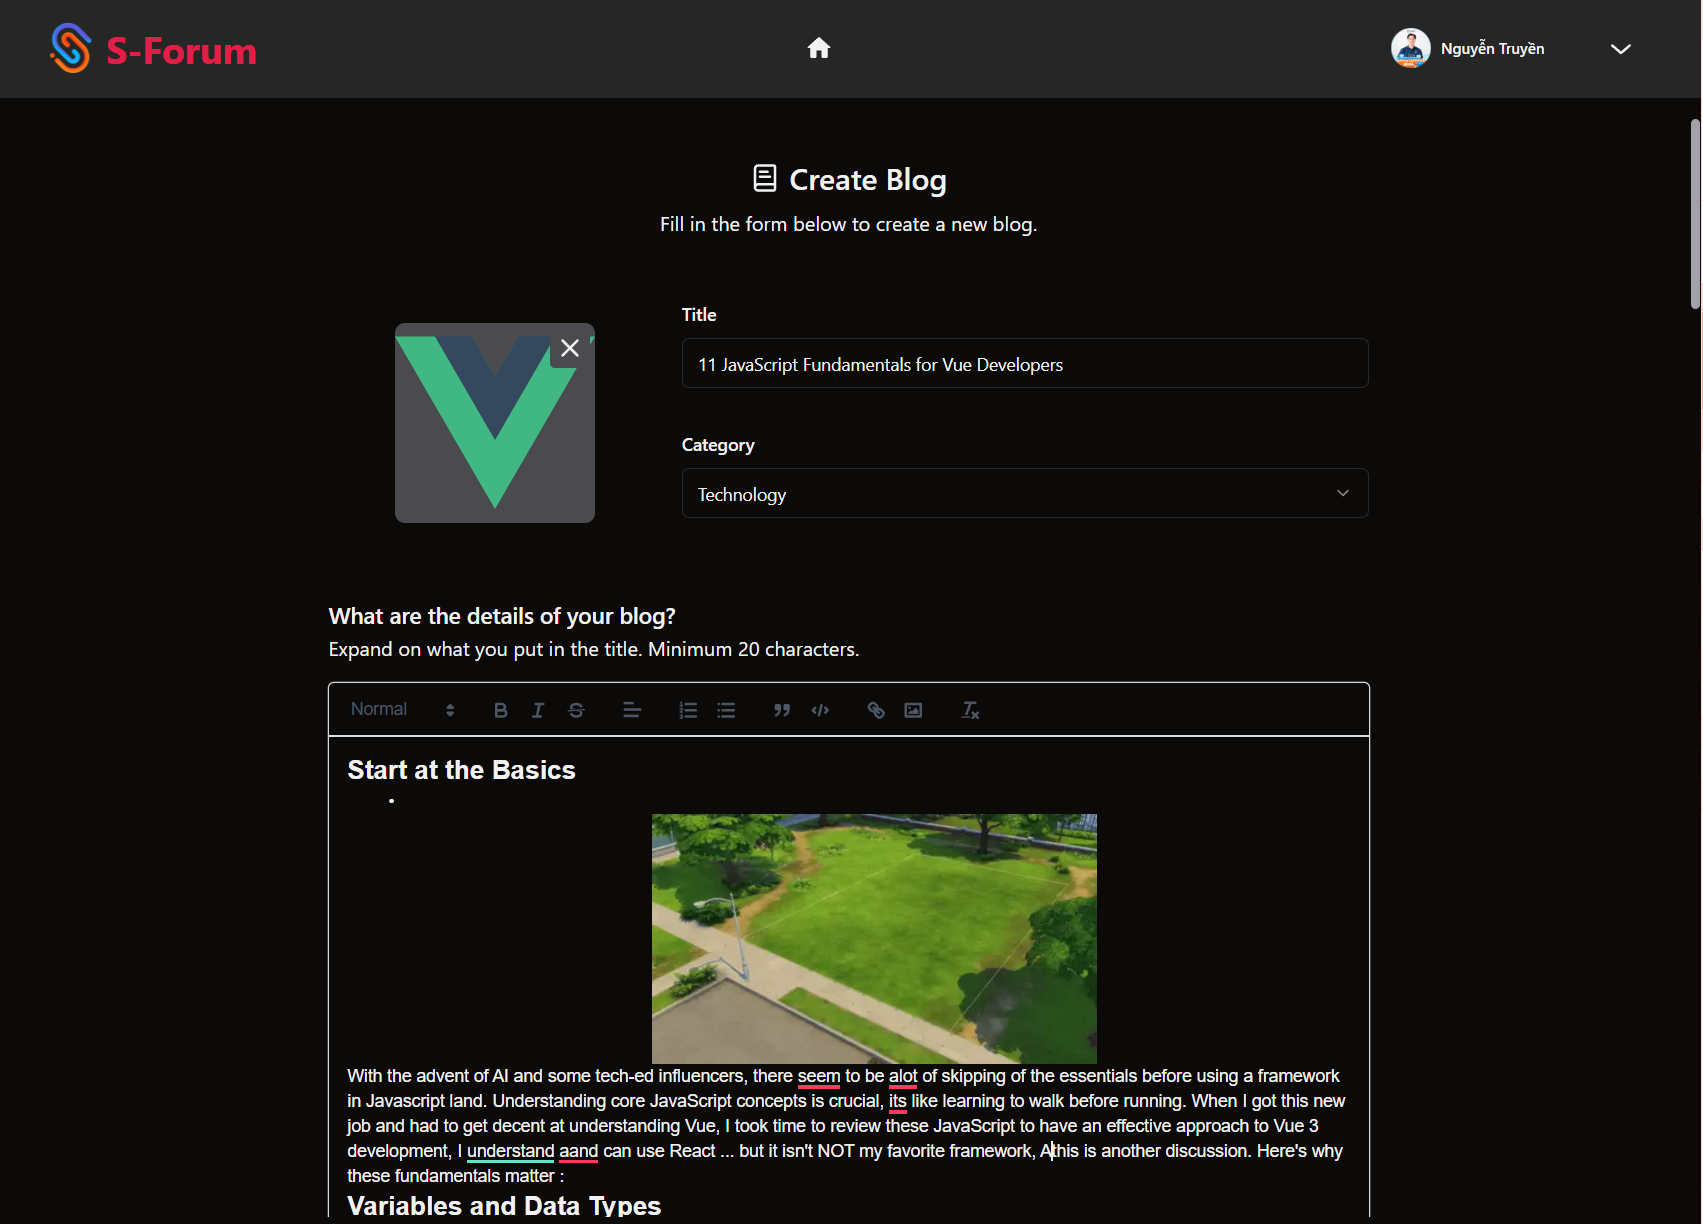 S-Forum
Nguyễn Truyền
Create Blog
Fill in the form below to create a new blog.
Title
11 JavaScript Fundamentals for Vue Developers
Category
Technology
What are the details of your blog?
Expand on what you put in the title. Minimum 20 characters.
Normal
Start at the Basics
With the advent of AI and some tech-ed influencers, there seem to be alot of skipping of the essentials before using a framework
in Javascript land. Understanding core JavaScript concepts is crucial, its like learning to walk before running. When I got this new
job and had to get decent at understanding Vue, I took time to review these JavaScript to have an effective approach to Vue 3
development, I understand aand can use React ... but it isn't NOT my favorite framework, Athis is another discussion. Here's why
these fundamentals matter :
Variables and Data Types